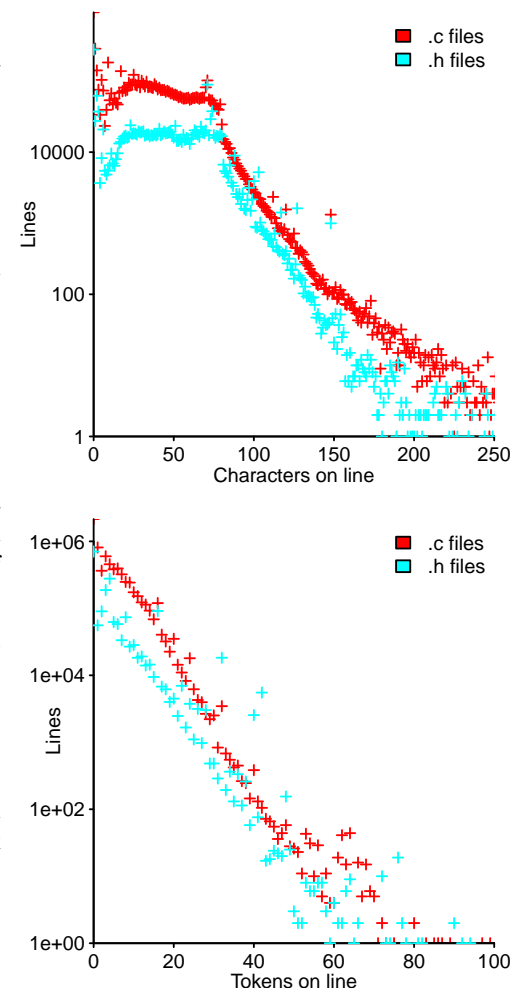 .c files
.h files
10000
100
1
Lines
0 50 100 150 200 250
Characters on line
1e+06
.c files
.h files
1e+04
1e+02
1e+00
Lines
0 20 40 60 80 100
Tokens on line